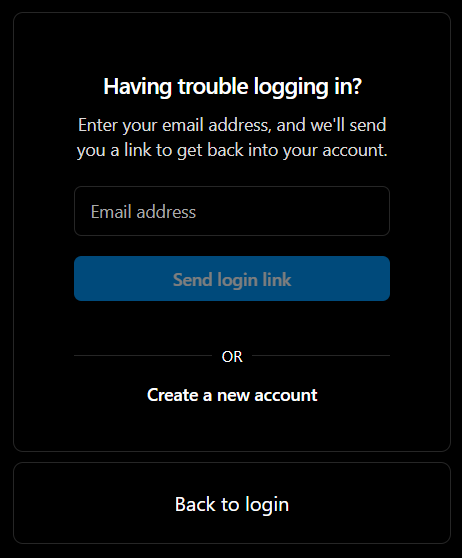 Having trouble logging in?
Enter your email address, and we'll send
you a link to get back into your account.
Email address
Send login link
OR
Create a new account
Back to login